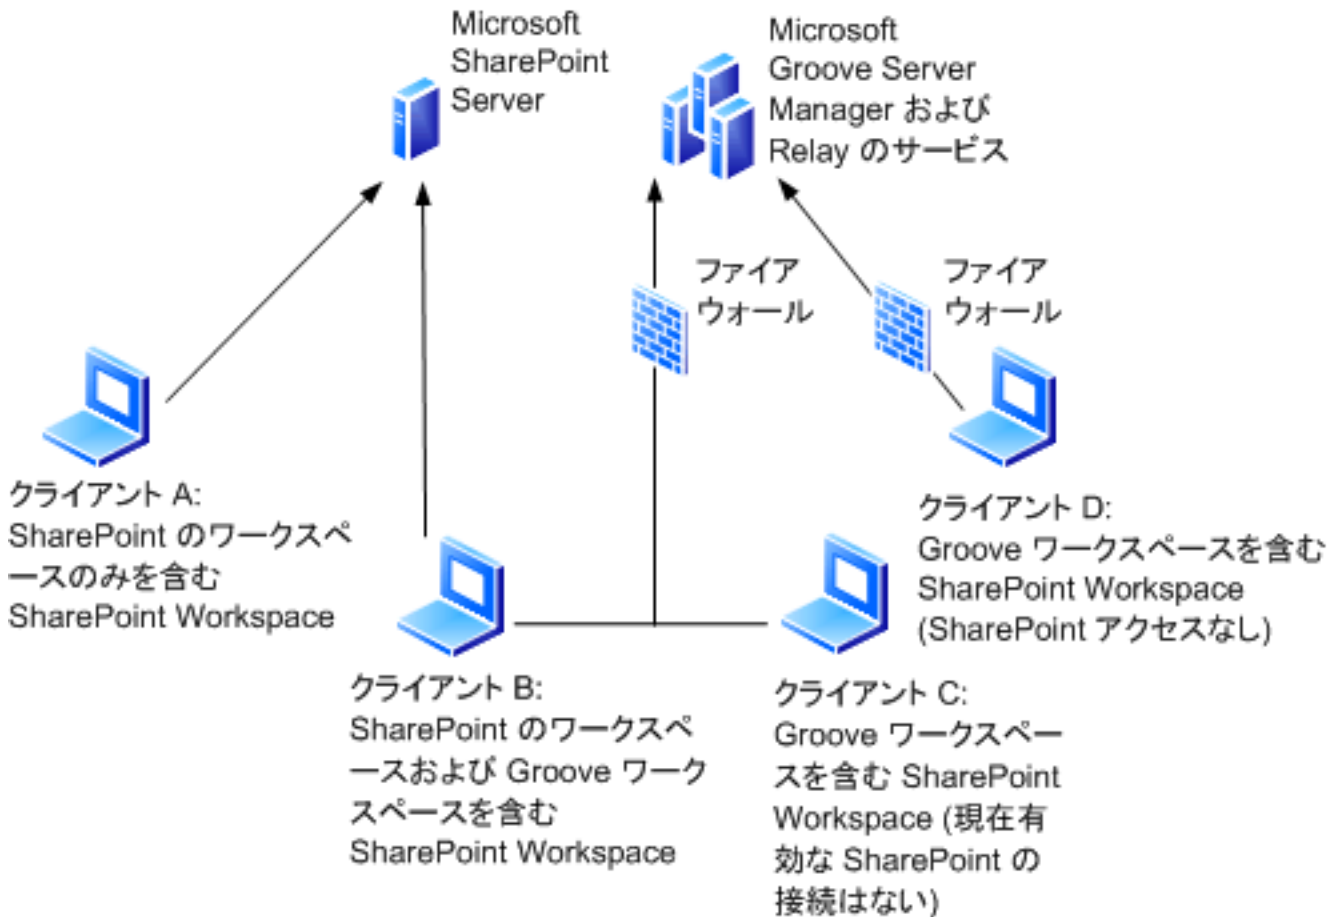 Microsoft
SharePoint
Server
Microsoft
Groove Server
Manager および
Relay のサービス
ファイア
ウォール
ファイア
ウォール
クライアント A:
SharePoint のワークスペ
ースのみを含む
SharePoint Workspace
クライアント D:
Groove ワークスペースを含む
SharePoint Workspace
(SharePoint アクセスなし)
クライアント B:
SharePoint のワークスペ
ースおよび Groove ワーク
スペースを含む
SharePoint Workspace
クライアント C:
Groove ワークスペー
スを含む SharePoint
Workspace (現在有
効な SharePoint の
接続はない)